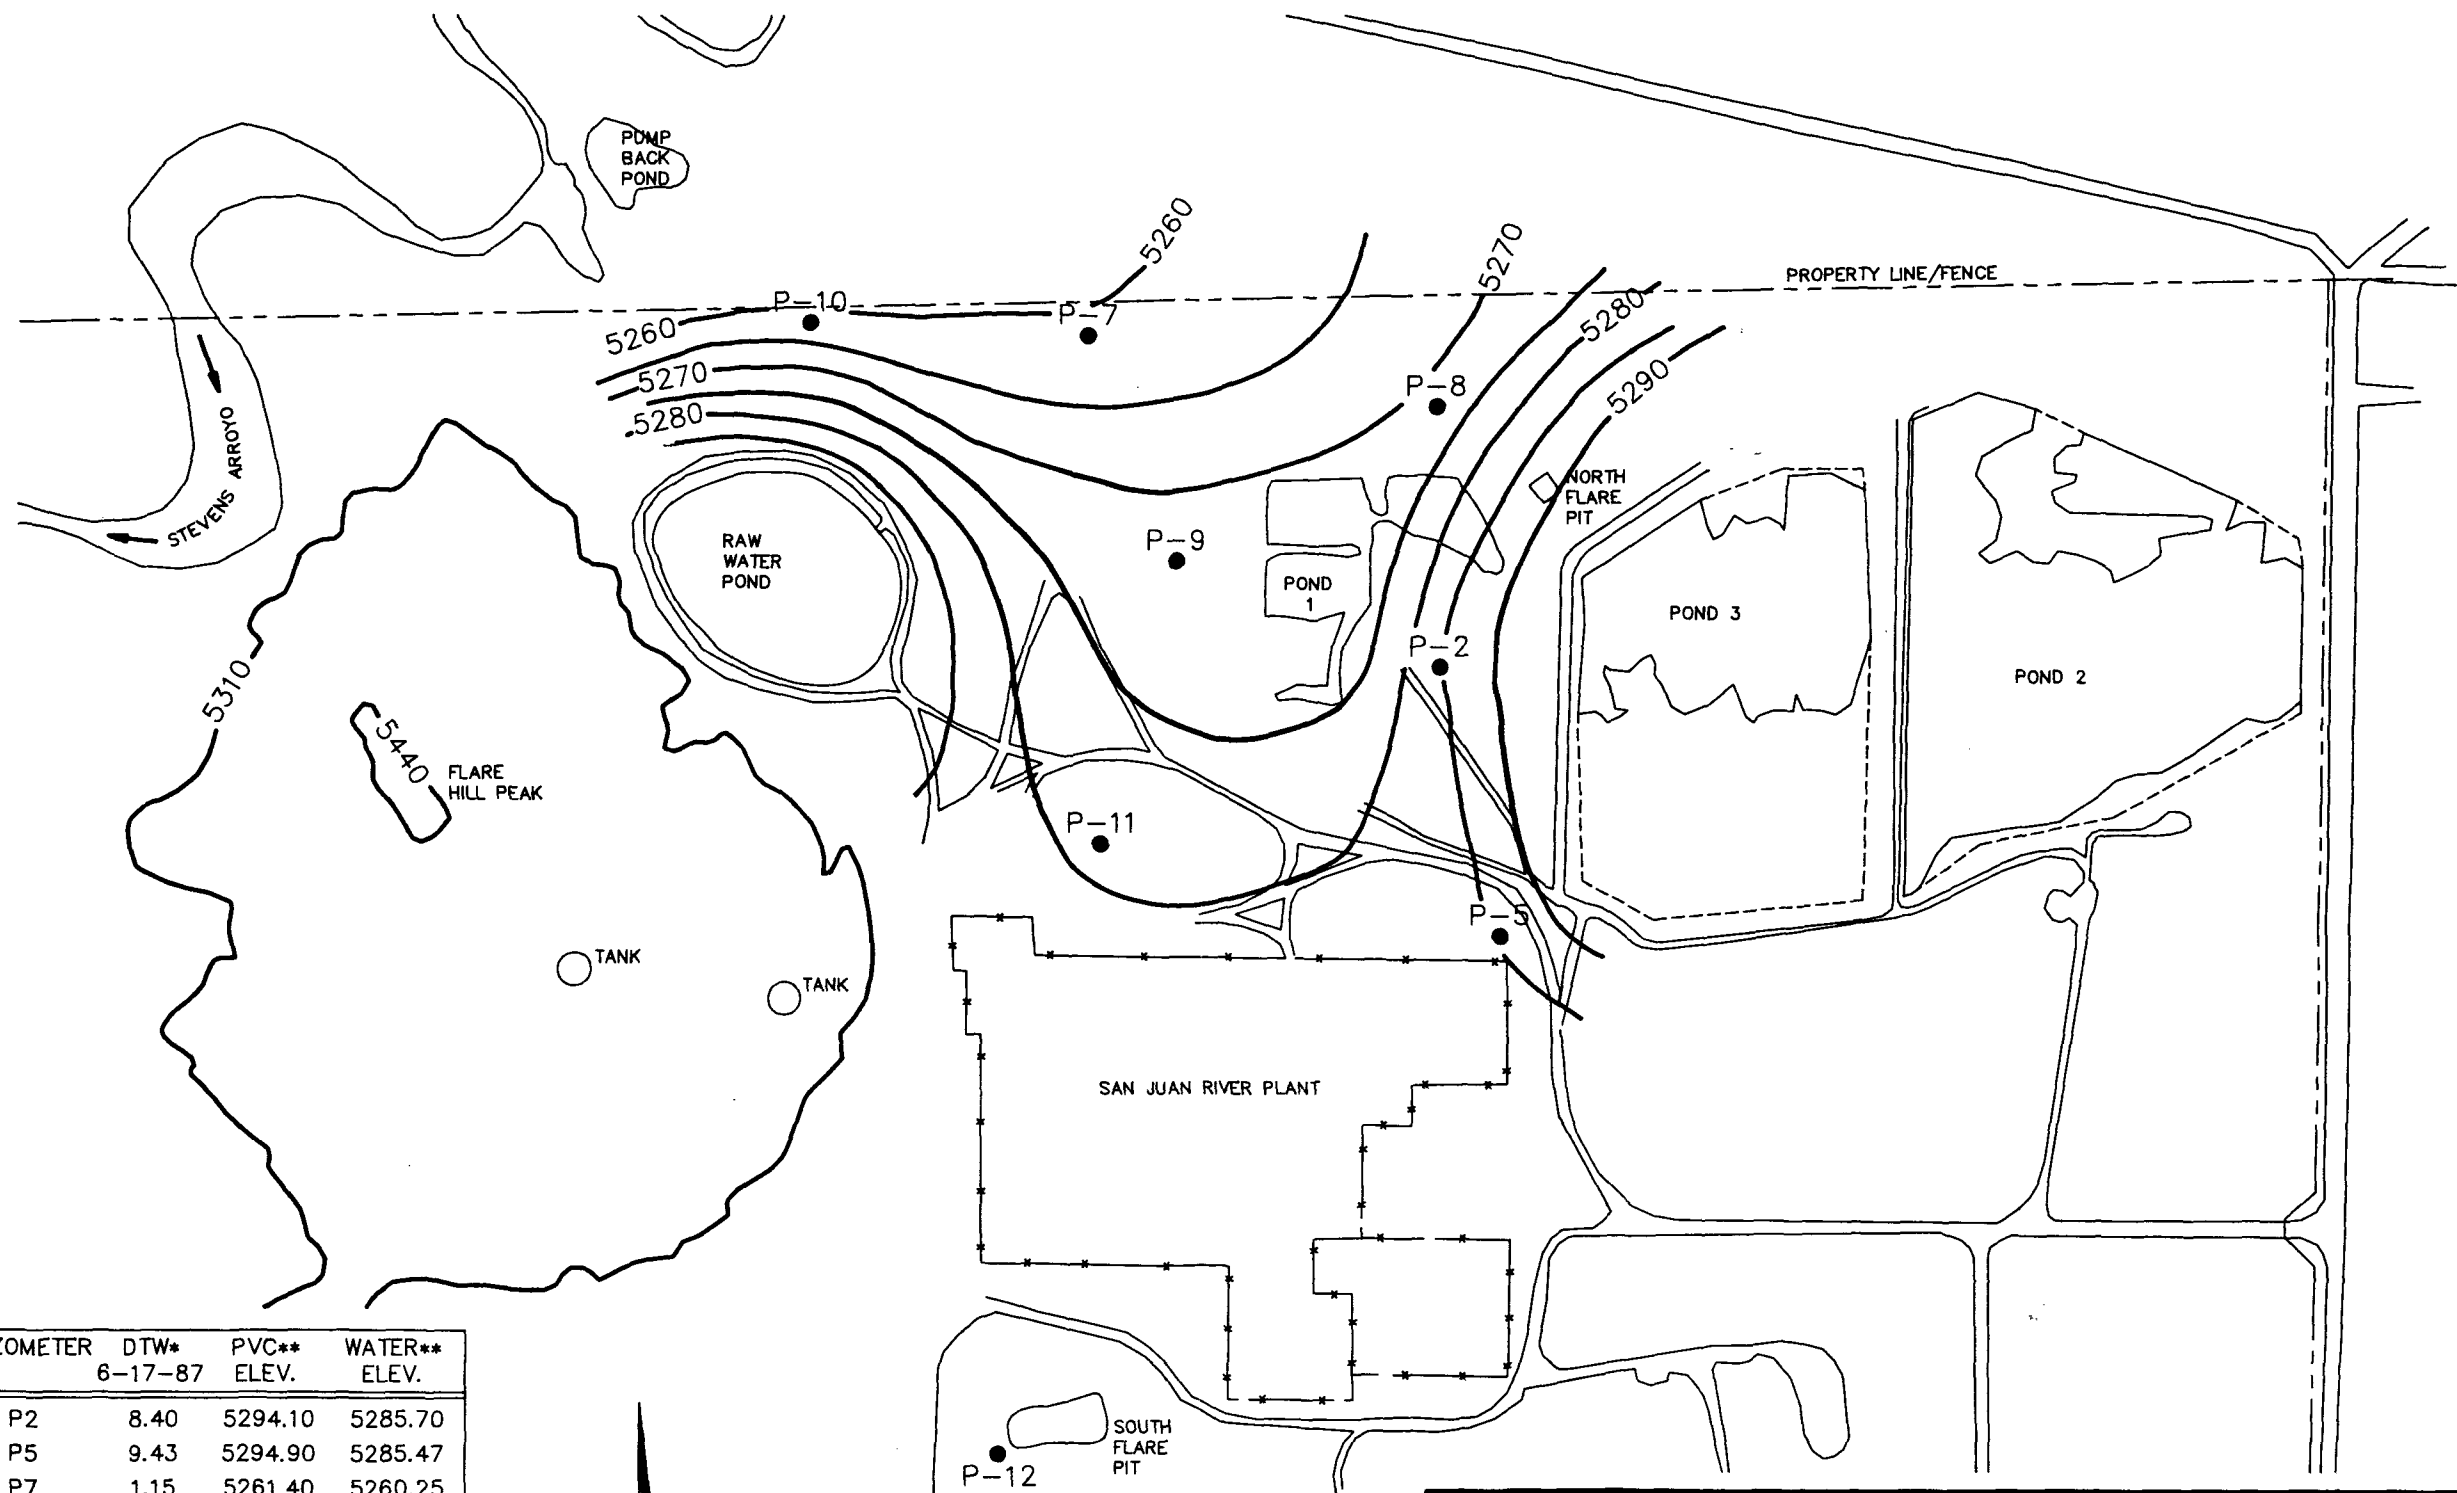 PUMP
BACK
POND
5260
5270
PROPERTY LINE/FENCE
P-10
P-7
5260
5280
5270
5290
P-8
5280
STEVENS ARROYO
NORTH
FLARE
PIT
RAW
WATER
POND
P-9
POND
1
POND 3
P-2
POND 2
5310
5440
FLARE
HILL PEAK
P-11
P-5
TANK
TANK
SAN JUAN RIVER PLANT
ZOMETER DTW* PVC** WATER**
6-17-87 ELEV. ELEV.
P2 8.40 5294.10 5285.70
P5 9.43 5294.90 5285.47
P7 1.15 5261.40 5260.25
SOUTH
FLARE
PIT
P-12